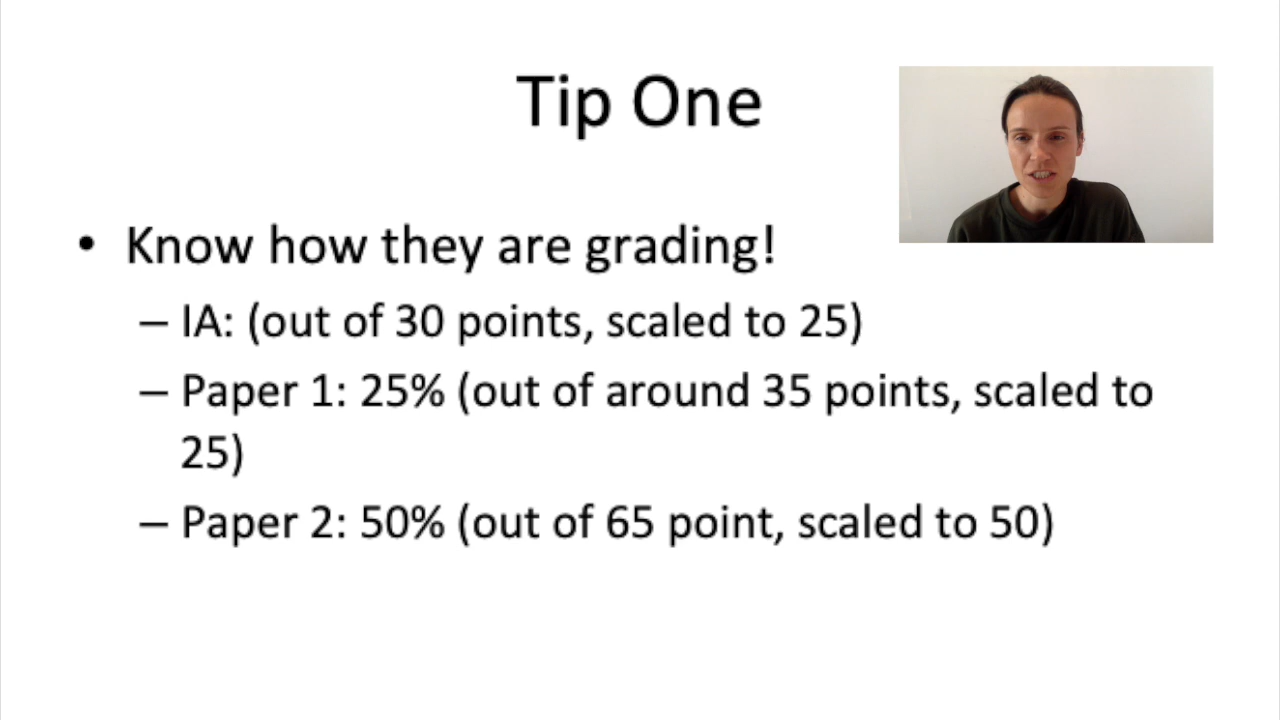 Tip One
• Know how they are grading!
– IA: (out of 30 points, scaled to 25)
– Paper 1: 25% (out of around 35 points, scaled to
25)
– Paper 2: 50% (out of 65 point, scaled to 50)